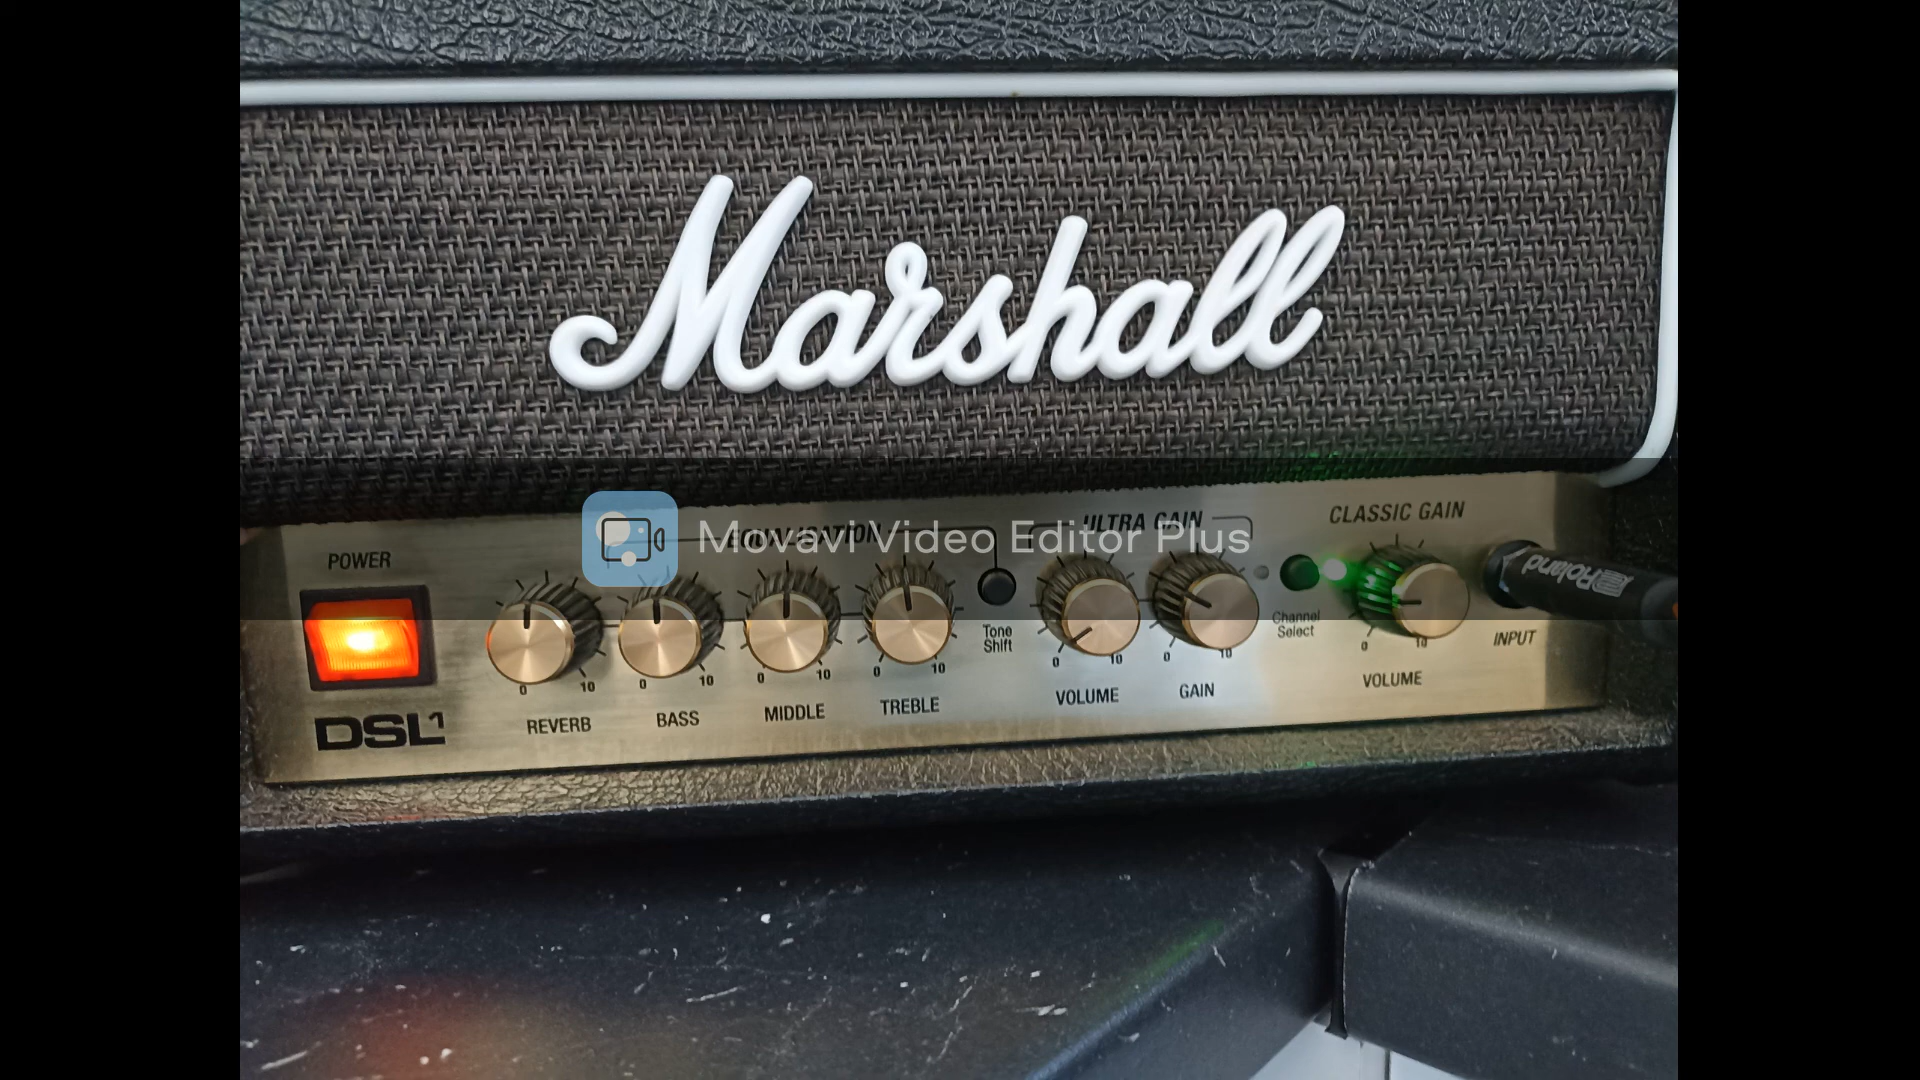 Marshall
Movavi Video Editor Plus
EQUALISATION
ULTRA GAIN
CLASSIC GAIN
POWER
Roland
Tone
Shift
Channel
Select
INPUT
0 10
0 10
0 10
0 10
0 10
0 10
0 10
REVERB
BASS
MIDDLE
TREBLE
VOLUME
GAIN
VOLUME
DSL1